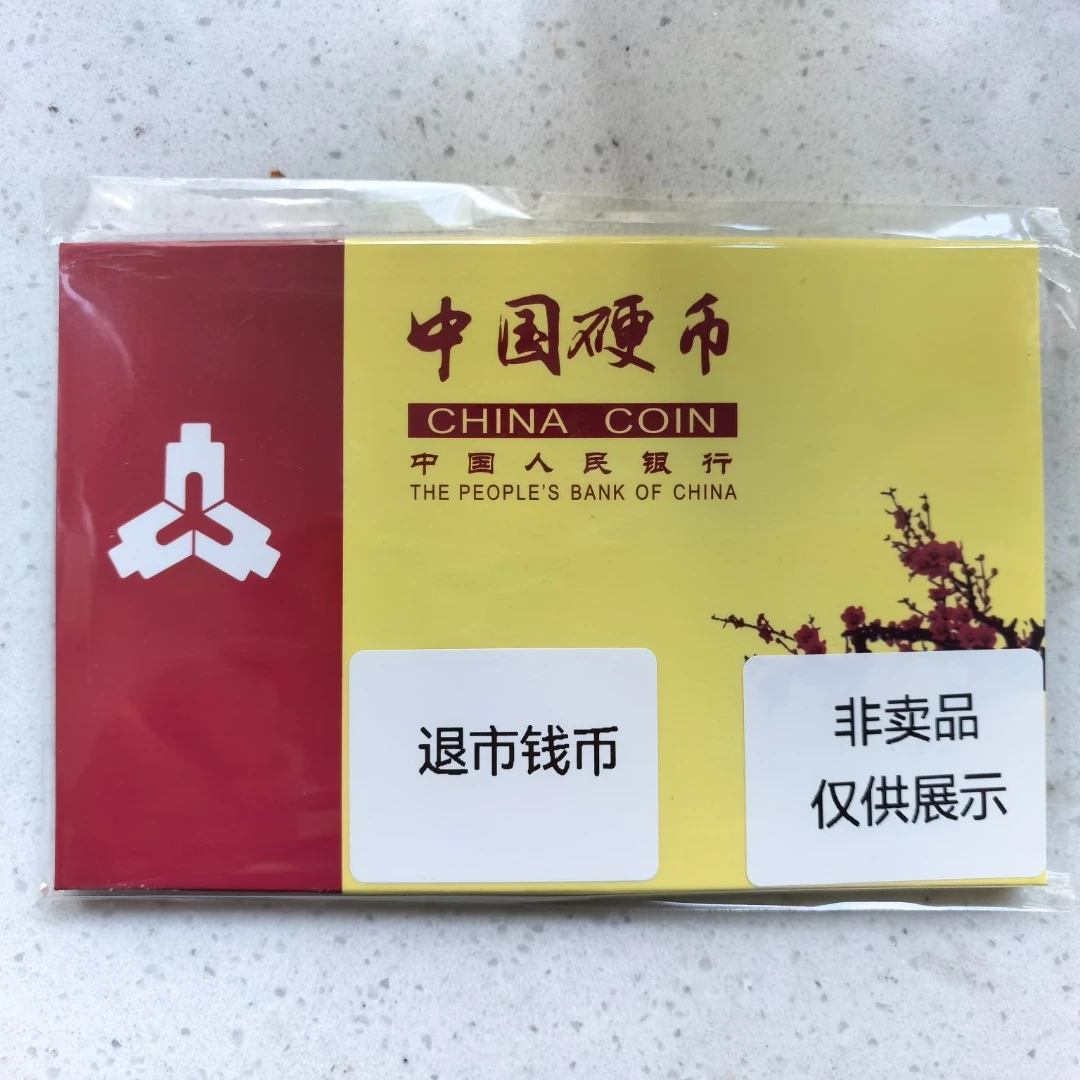 中国硬币
CHINA COIN
中国人民银行
THE PEOPLE'S BANK OF CHINA
退市钱币
非卖品
仅供展示